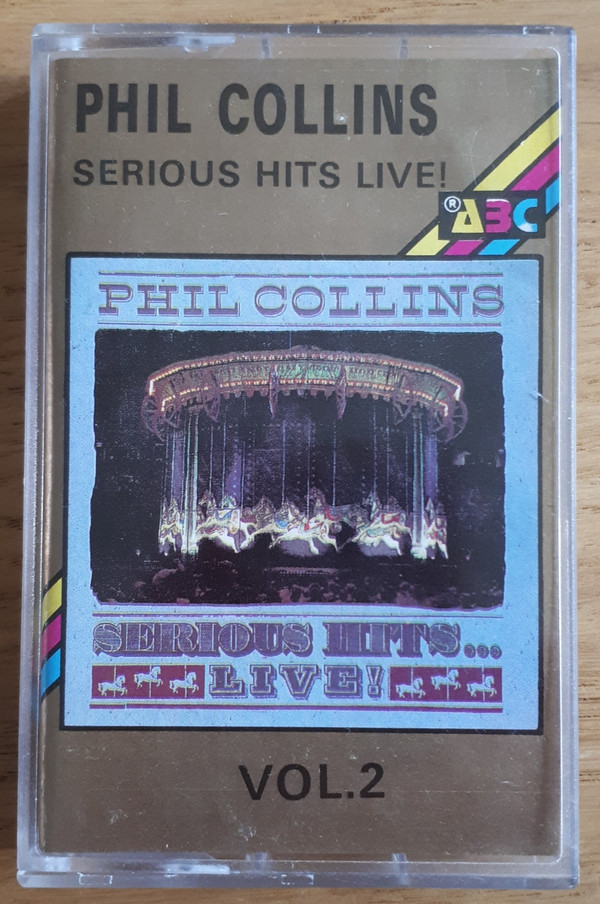 PHIL COLLINS
SERIOUS HITS LIVE!
® ABC
PHIL COLLINS
SERIOUS HITS...
LIVE!
VOL.2